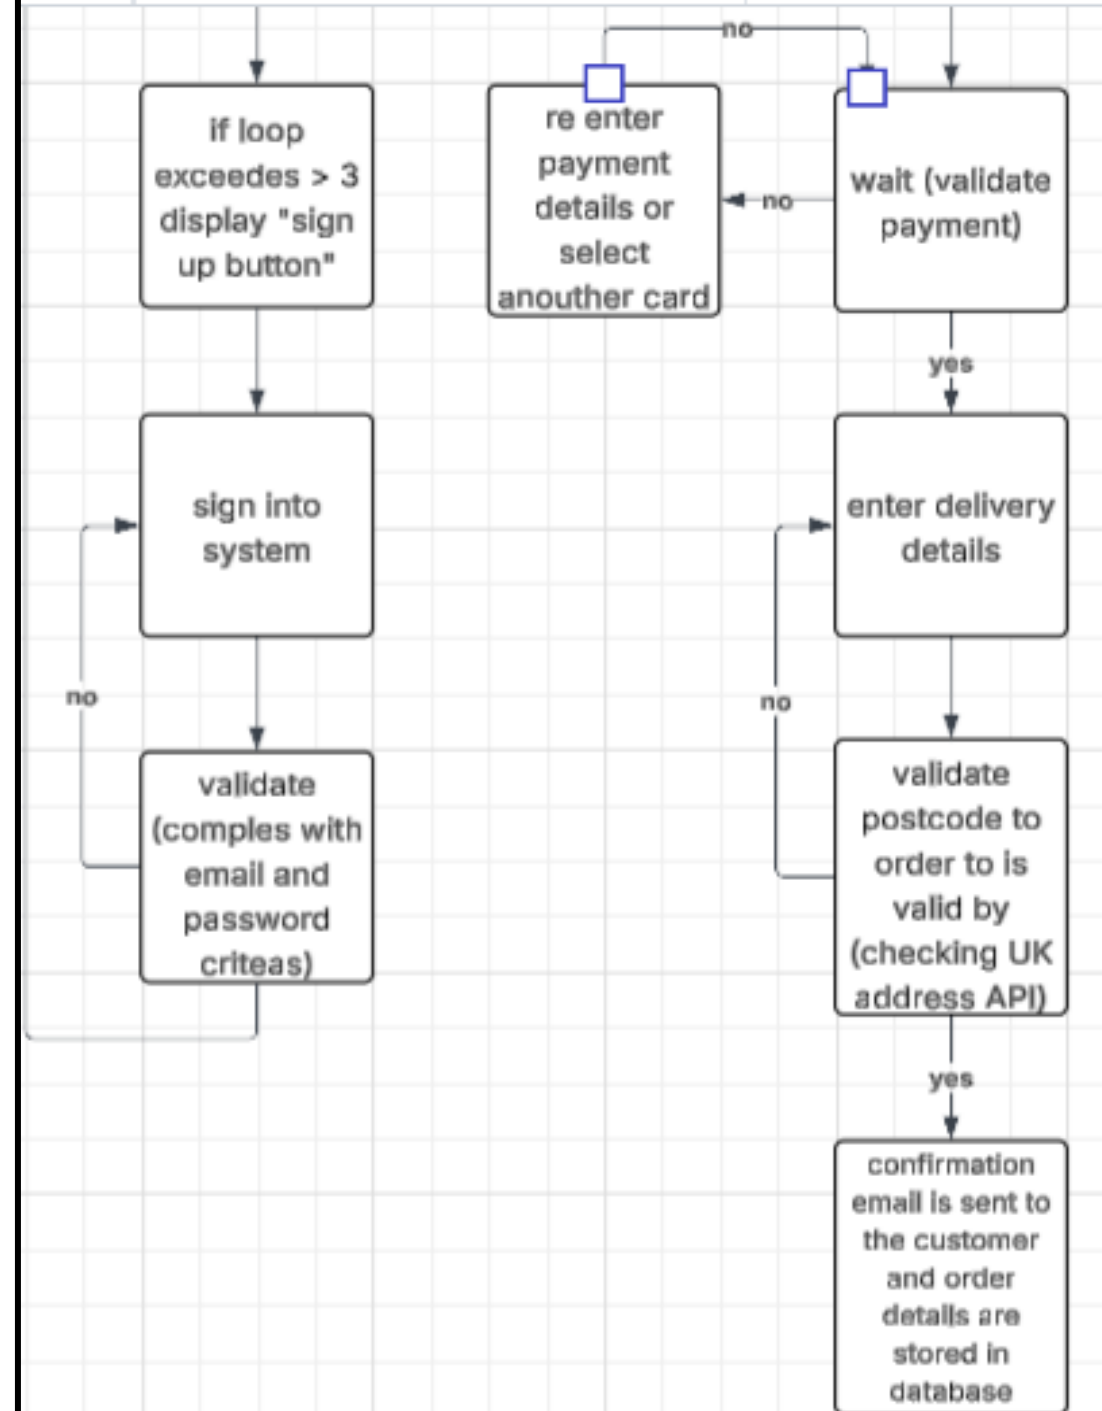 if loop
exceedes > 3
display "sign
up button"
sign into
system
no
validate
(comples with
email and
password
criteas)
no
re enter
payment
details or
select
anouther card
no
wait (validate
payment)
yes
enter delivery
details
no
validate
postcode to
order to is
valid by
(checking UK
address API)
yes
confirmation
email is sent to
the customer
and order
details are
stored in
database